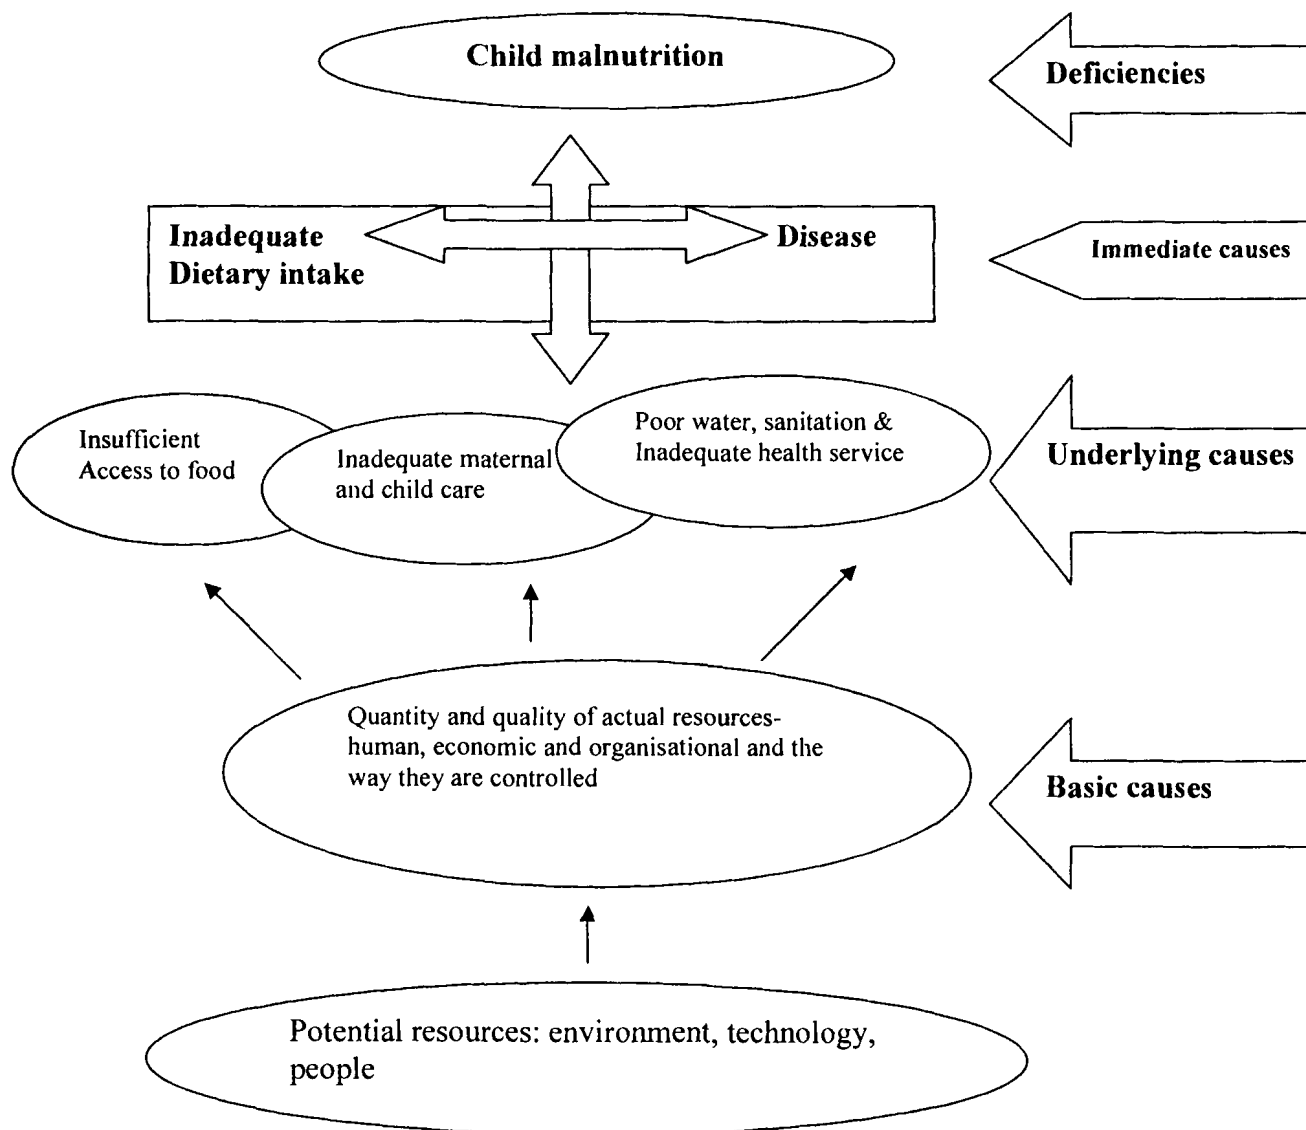 Child malnutrition
Deficiencies
Inadequate
Dietary intake
Disease
Immediate causes
Insufficient
Access to food
Inadequate maternal
and child care
Poor water, sanitation &
Inadequate health service
Underlying causes
Quantity and quality of actual resources-
human, economic and organisational and the
way they are controlled
Basic causes
Potential resources: environment, technology,
people